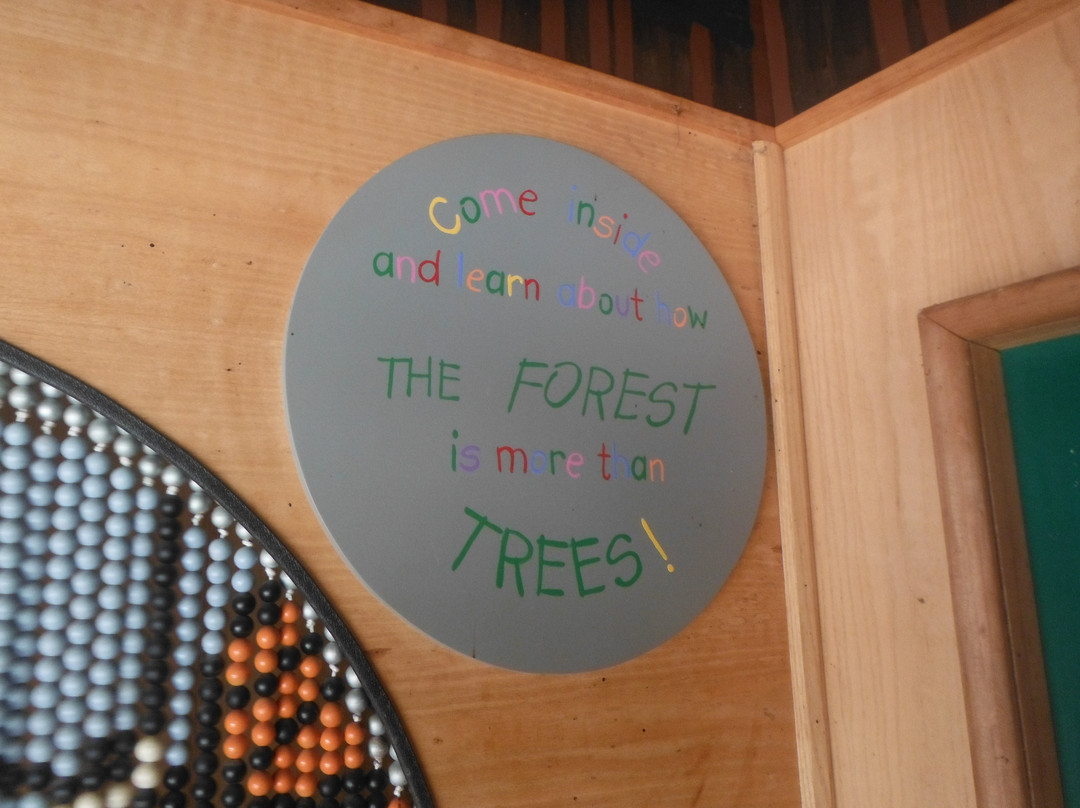 Come inside
and learn about how
THE FOREST
is more than
TREES!